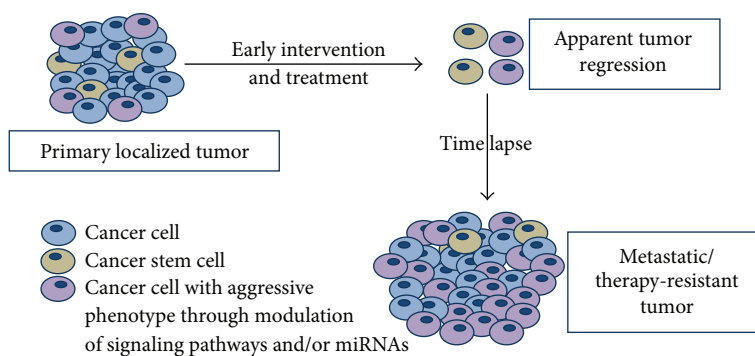 Early intervention
and treatment
Apparent tumor
regression
Primary localized tumor
Time lapse
Cancer cell
Cancer stem cell
Cancer cell with aggressive
phenotype through modulation
of signaling pathways and/or miRNAs
Metastatic/
therapy-resistant
tumor